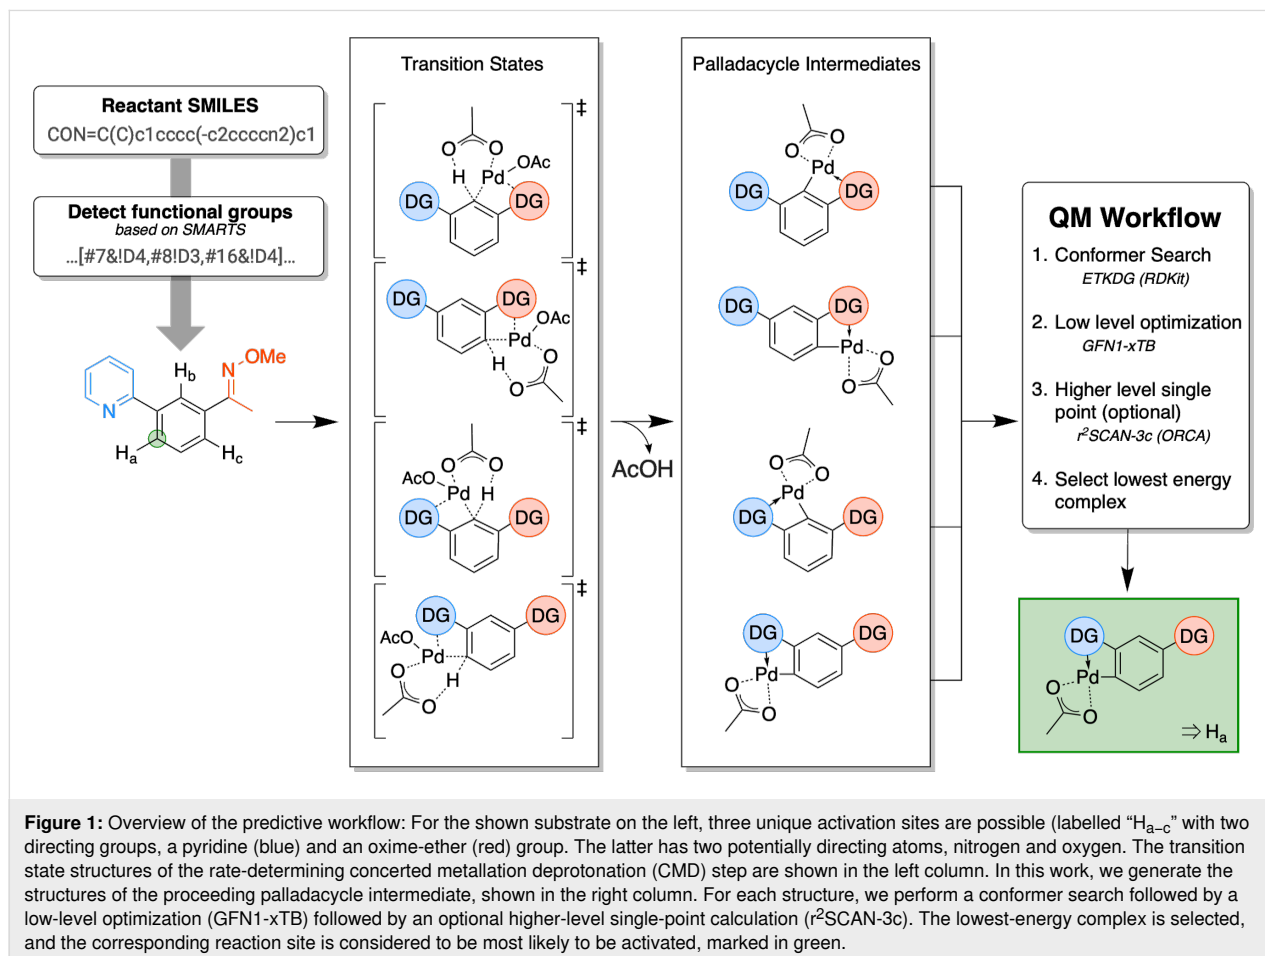 Reactant SMILES
CON=C(C)c1cccc(-c2ccccn2)c1
Detect functional groups
based on SMARTS
...[#7&!D4,#8!D3,#16&!D4]...
N
N
OMe
Hb
Ha
Hc
Transition States
‡
O
O
H
Pd
OAc
DG
DG
‡
DG
DG
OAc
Pd
H
O
O
‡
O
O
AcO
Pd
H
DG
DG
‡
DG
DG
AcO
Pd
O
H
O
AcOH
Palladacycle Intermediates
O
O
Pd
DG
DG
DG
DG
Pd
O
O
O
O
Pd
DG
DG
DG
DG
Pd
O
O
QM Workflow
1. Conformer Search
ETKDG (RDKit)
2. Low level optimization
GFN1-xTB
3. Higher level single
point (optional)
r²SCAN-3c (ORCA)
4. Select lowest energy
complex
DG
DG
Pd
O
O
⇒ Ha
Figure 1: Overview of the predictive workflow: For the shown substrate on the left, three unique activation sites are possible (labelled “Ha–c” with two
directing groups, a pyridine (blue) and an oxime-ether (red) group. The latter has two potentially directing atoms, nitrogen and oxygen. The transition
state structures of the rate-determining concerted metallation deprotonation (CMD) step are shown in the left column. In this work, we generate the
structures of the proceeding palladacycle intermediate, shown in the right column. For each structure, we perform a conformer search followed by a
low-level optimization (GFN1-xTB) followed by an optional higher-level single-point calculation (r²SCAN-3c). The lowest-energy complex is selected,
and the corresponding reaction site is considered to be most likely to be activated, marked in green.